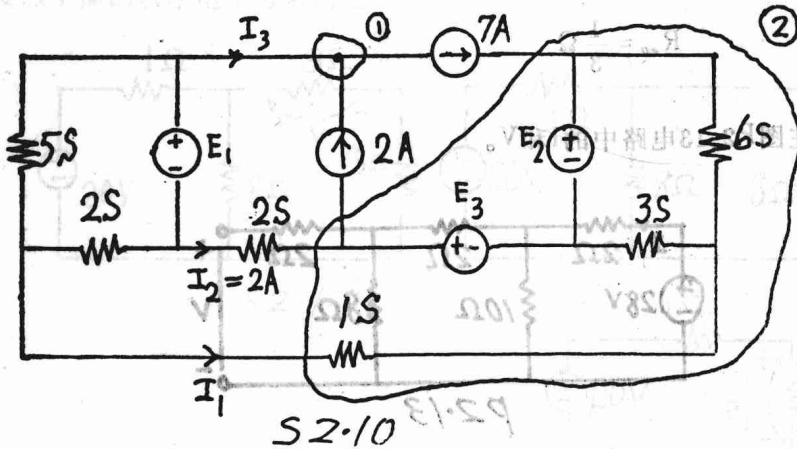 ①
②
I₃
7A
5S
E₁
2A
E₂
6S
2S
2S
E₃
3S
I₂ = 2A
1S
I₁
S2·10